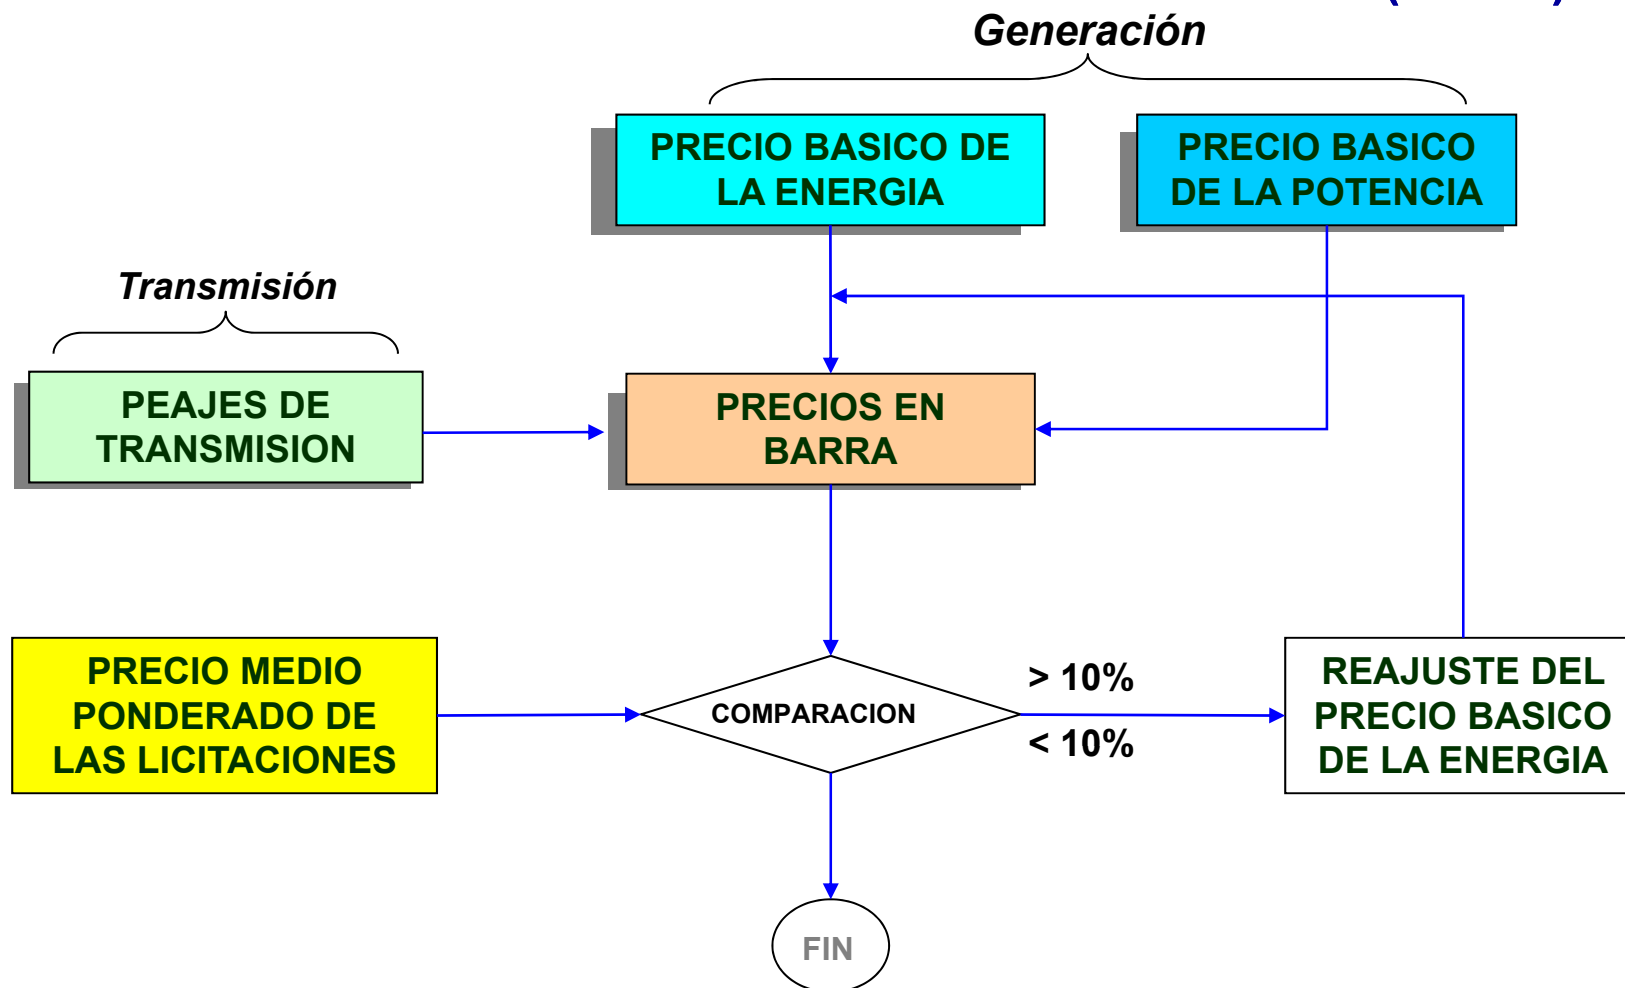 Generación
PRECIO BASICO DE
LA ENERGIA
PRECIO BASICO
DE LA POTENCIA
Transmisión
PEAJES DE
TRANSMISION
PRECIOS EN
BARRA
PRECIO MEDIO
PONDERADO DE
LAS LICITACIONES
COMPARACION
> 10%
< 10%
REAJUSTE DEL
PRECIO BASICO
DE LA ENERGIA
FIN